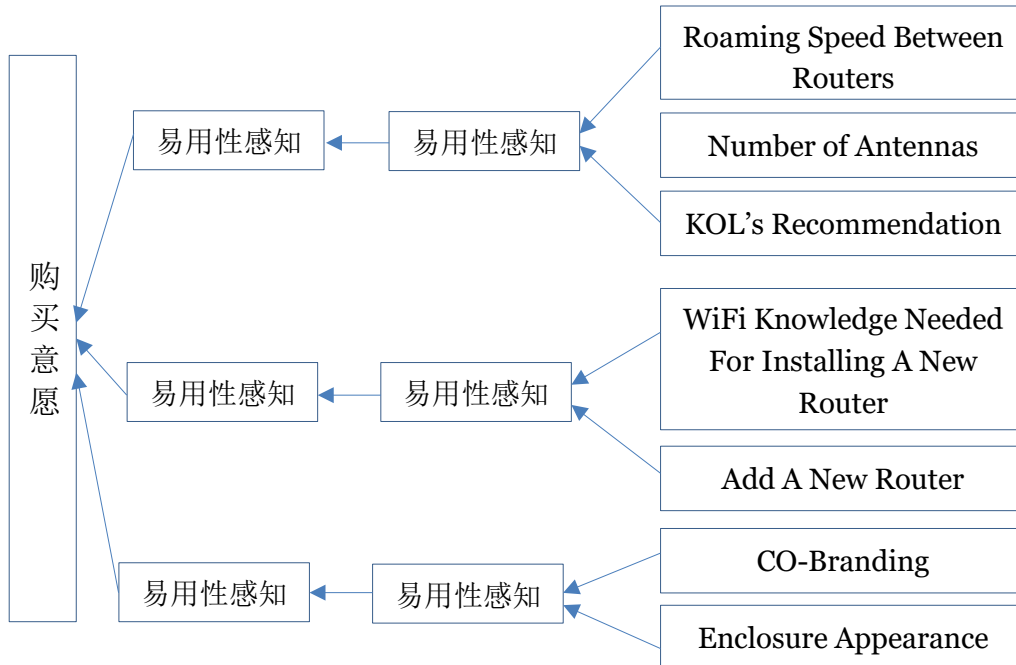 购
买
意
愿
易用性感知
易用性感知
Roaming Speed Between
Routers
Number of Antennas
KOL’s Recommendation
易用性感知
易用性感知
WiFi Knowledge Needed
For Installing A New
Router
Add A New Router
易用性感知
易用性感知
CO-Branding
Enclosure Appearance